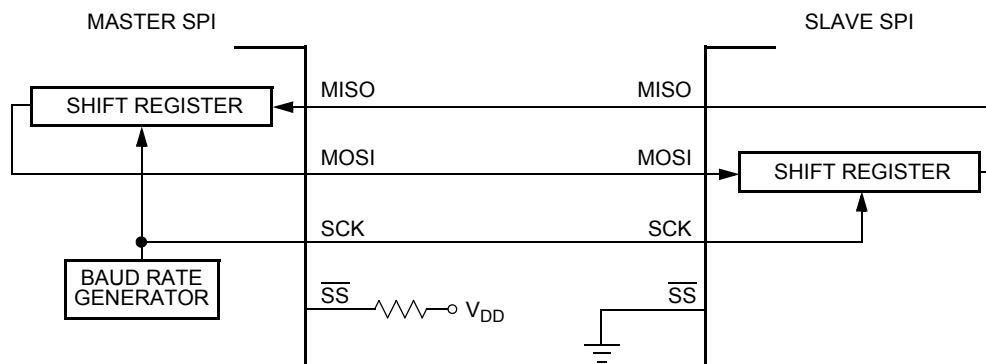 MASTER SPI
SLAVE SPI
MISO
MISO
SHIFT REGISTER
MOSI
MOSI
SHIFT REGISTER
SCK
SCK
BAUD RATE
GENERATOR
SS
V_DD
SS